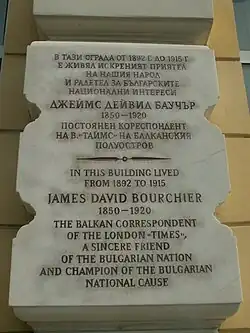 В ТАЗИ СГРАДА ОТ 1892 Г. ДО 1915 Г.
Е ЖИВЯЛ ИСКРЕНИЯТ ПРИЯТЕЛ
НА НАШИЯ НАРОД
И РАДЕТЕЛ ЗА БЪЛГАРСКИТЕ
НАЦИОНАЛНИ ИНТЕРЕСИ
ДЖЕЙМС ДЕЙВИД БАУЧЪР
1850–1920
ПОСТОЯНЕН КОРЕСПОНДЕНТ
НА В. „ТАЙМС“ НА БАЛКАНСКИЯ
ПОЛУОСТРОВ
IN THIS BUILDING LIVED
FROM 1892 TO 1915
JAMES DAVID BOURCHIER
1850–1920
THE BALKAN CORRESPONDENT
OF THE LONDON «TIMES»,
A SINCERE FRIEND
OF THE BULGARIAN NATION
AND CHAMPION OF THE BULGARIAN
NATIONAL CAUSE